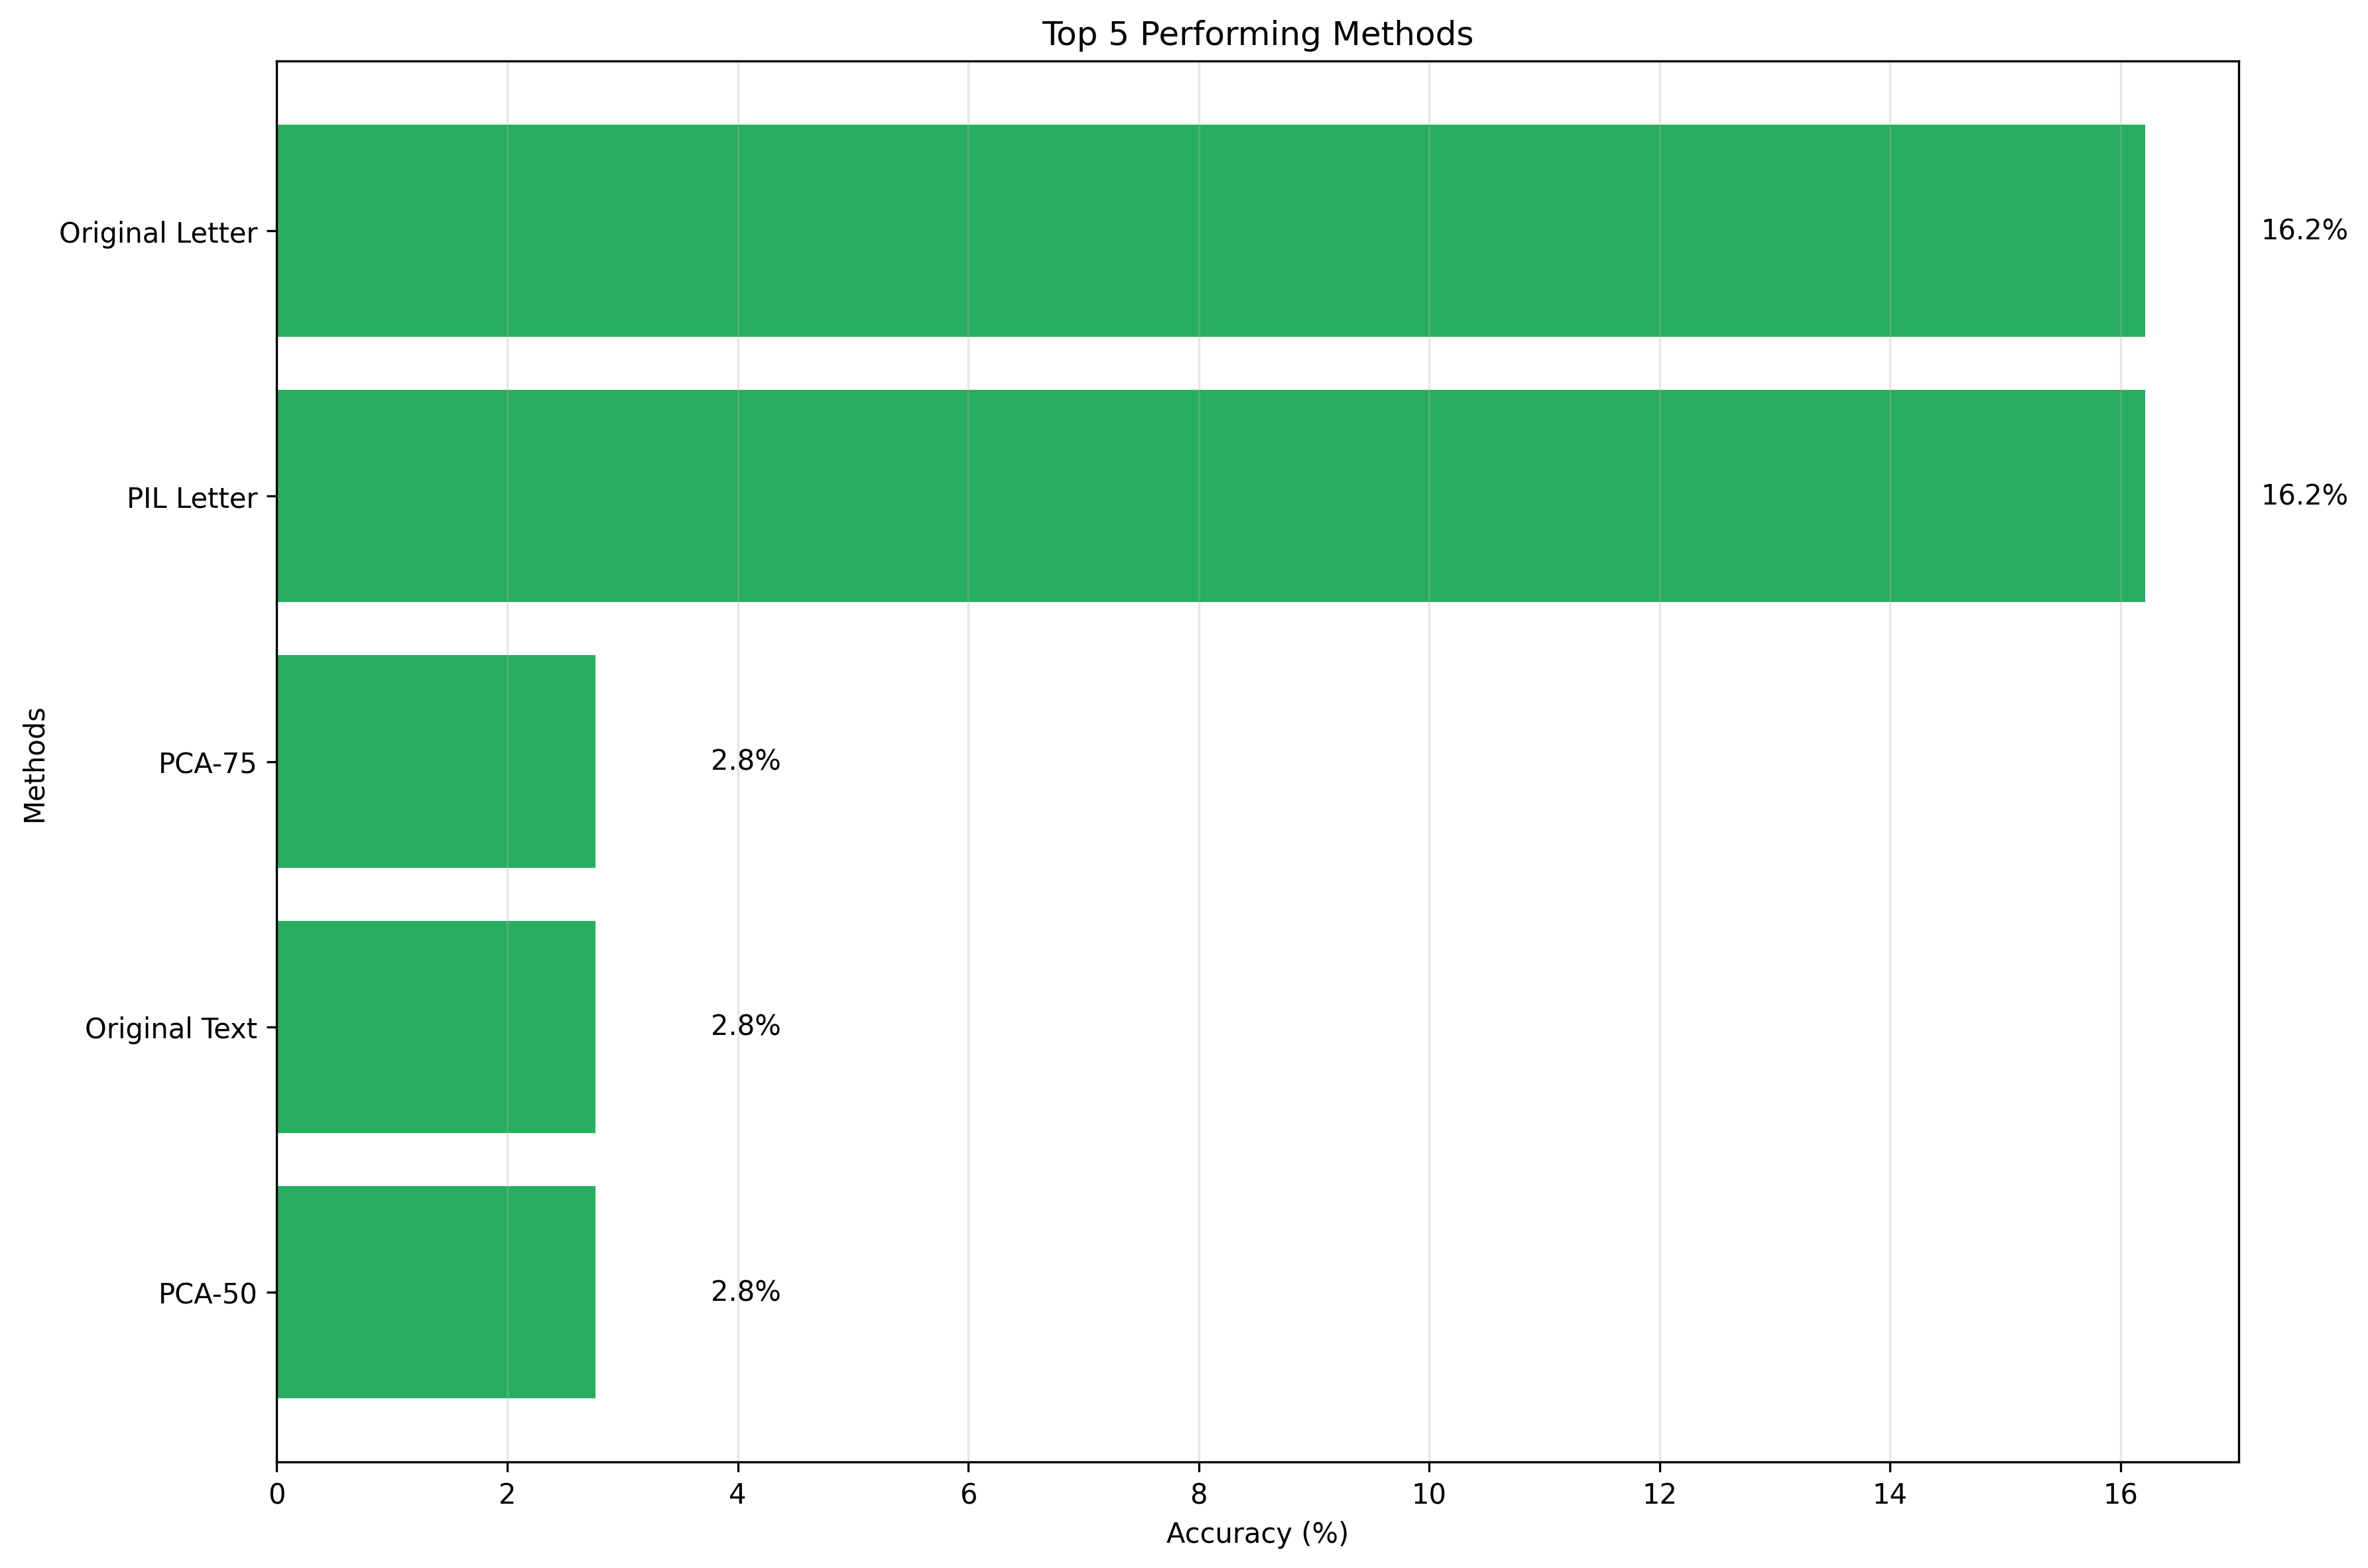 Top 5 Performing Methods
Original Letter
16.2%
PIL Letter
16.2%
PCA-75
2.8%
Original Text
2.8%
PCA-50
2.8%
Methods
0 2 4 6 8 10 12 14 16
Accuracy (%)